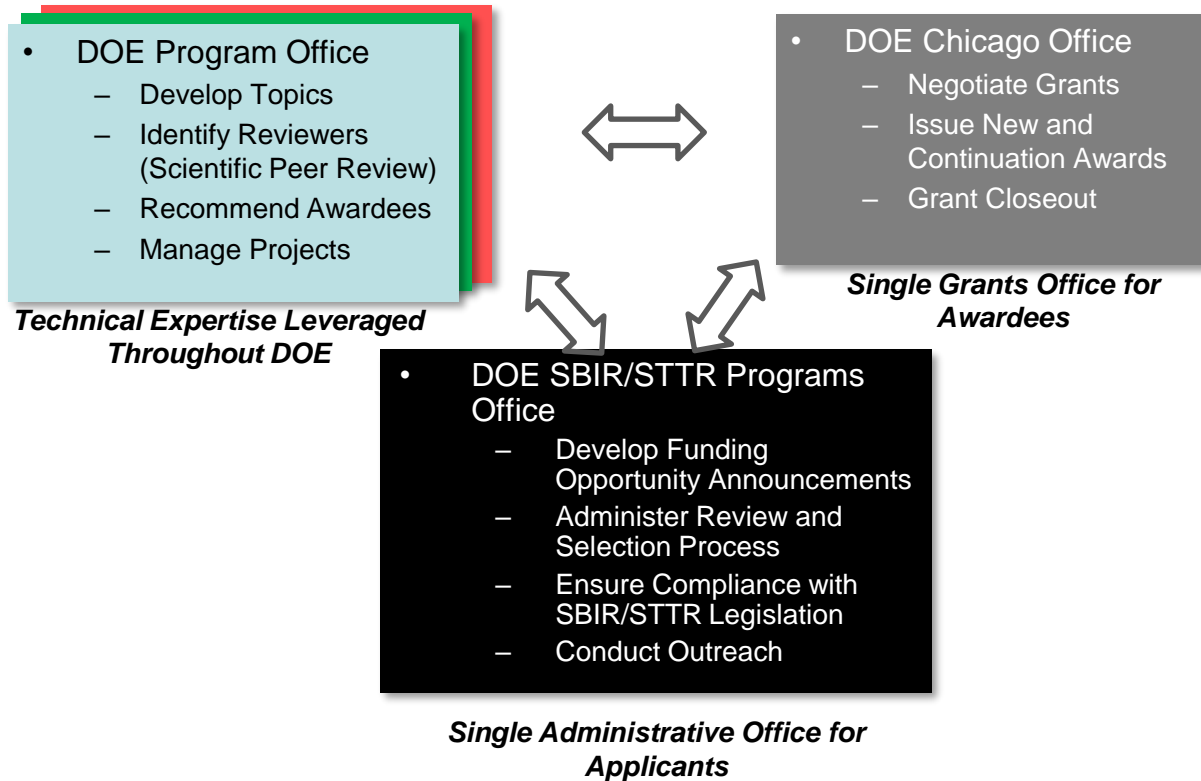 • DOE Program Office
– Develop Topics
– Identify Reviewers
(Scientific Peer Review)
– Recommend Awardees
– Manage Projects
Technical Expertise Leveraged
Throughout DOE
• DOE Chicago Office
– Negotiate Grants
– Issue New and
Continuation Awards
– Grant Closeout
Single Grants Office for
Awardees
• DOE SBIR/STTR Programs
Office
– Develop Funding
Opportunity Announcements
– Administer Review and
Selection Process
– Ensure Compliance with
SBIR/STTR Legislation
– Conduct Outreach
Single Administrative Office for
Applicants